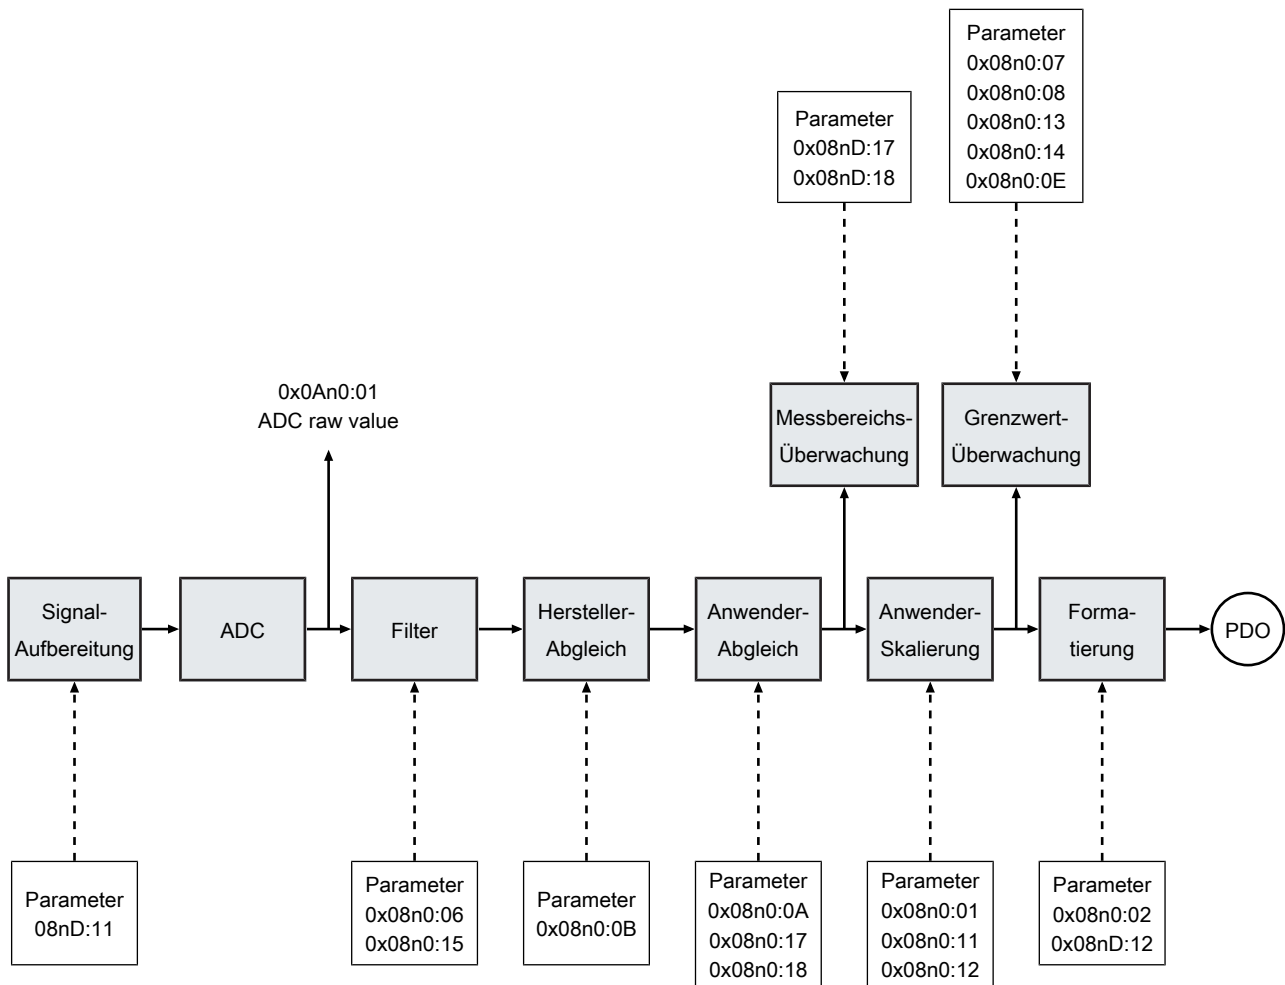 Parameter
0x08n0:07
0x08n0:08
0x08n0:13
0x08n0:14
0x08n0:0E
Parameter
0x08nD:17
0x08nD:18
0x0An0:01
ADC raw value
Messbereichs-
Überwachung
Grenzwert-
Überwachung
Signal-
Aufbereitung
ADC
Filter
Hersteller-
Abgleich
Anwender-
Abgleich
Anwender-
Skalierung
Forma-
tierung
PDO
Parameter
08nD:11
Parameter
0x08n0:06
0x08n0:15
Parameter
0x08n0:0B
Parameter
0x08n0:0A
0x08n0:17
0x08n0:18
Parameter
0x08n0:01
0x08n0:11
0x08n0:12
Parameter
0x08n0:02
0x08nD:12